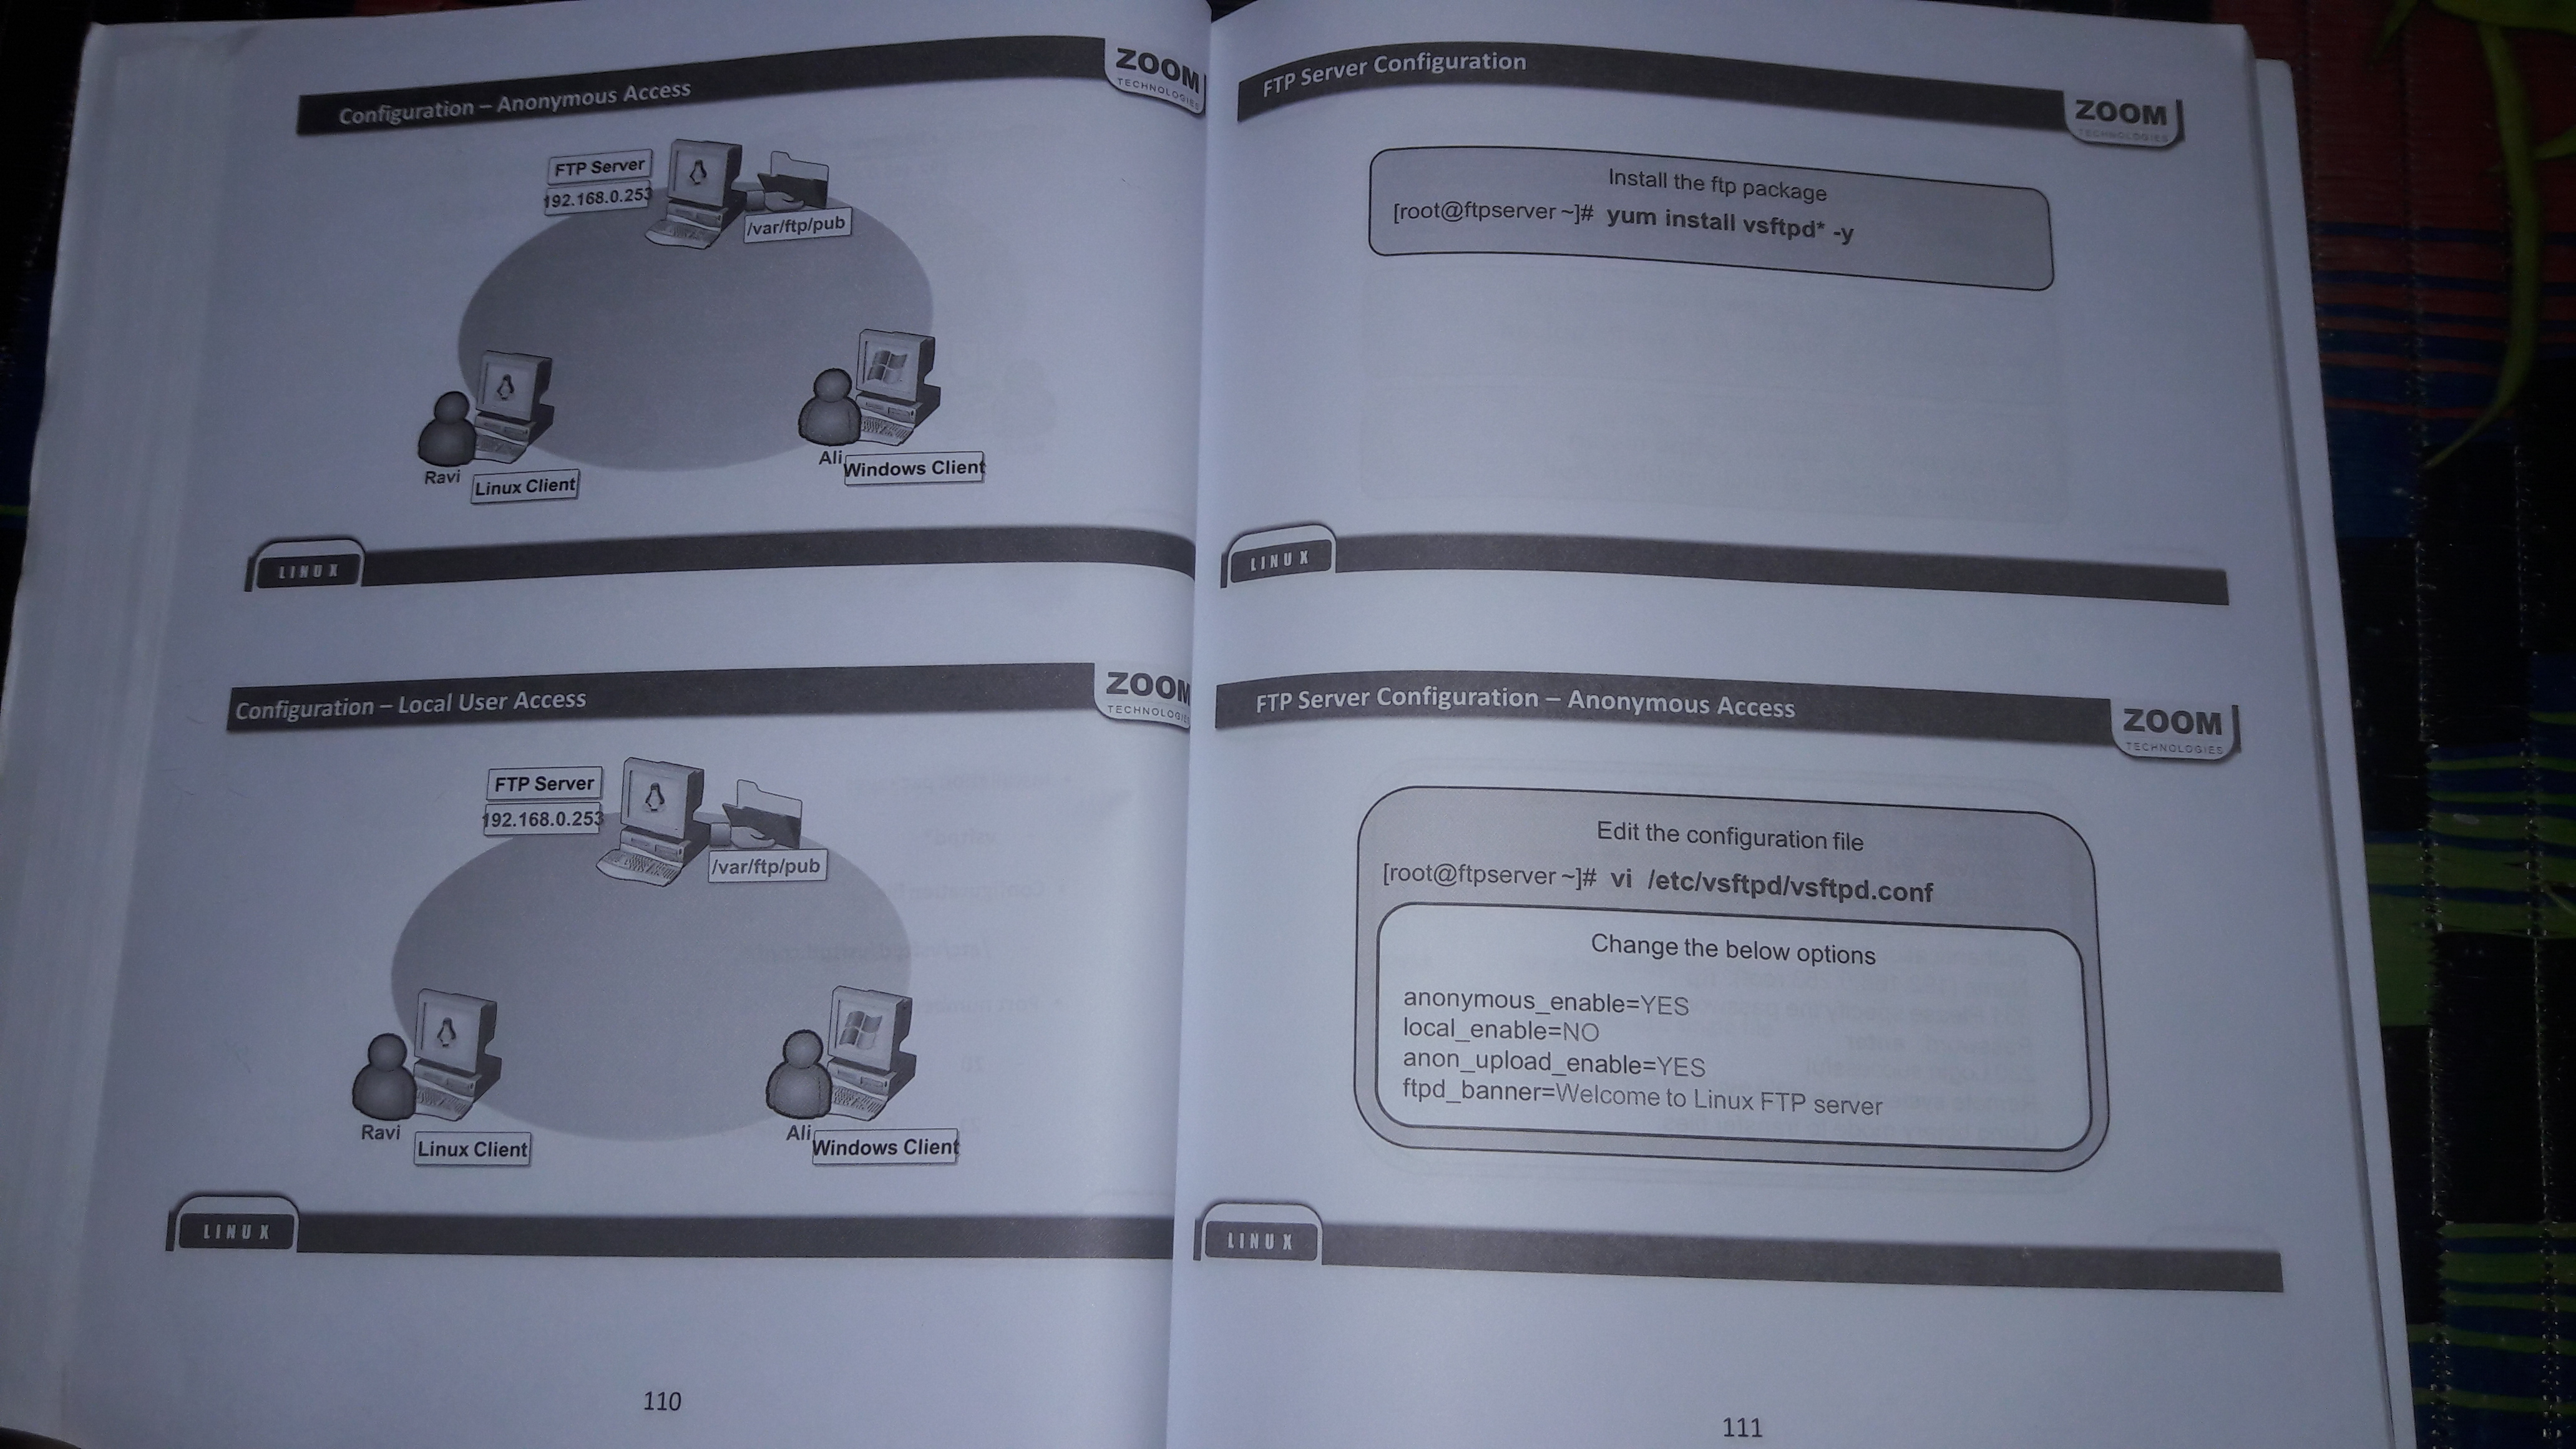 Configuration – Anonymous Access
ZOOM
TECHNOLOGIES
FTP Server
192.168.0.253
/var/ftp/pub
Ravi
Linux Client
Ali
Windows Client
LINUX
Configuration – Local User Access
ZOOM
TECHNOLOGIES
FTP Server
192.168.0.253
/var/ftp/pub
Ravi
Linux Client
Ali
Windows Client
LINUX
110
FTP Server Configuration
ZOOM
TECHNOLOGIES
Install the ftp package
[root@ftpserver ~]# yum install vsftpd* -y
LINUX
FTP Server Configuration – Anonymous Access
ZOOM
TECHNOLOGIES
Edit the configuration file
[root@ftpserver ~]# vi /etc/vsftpd/vsftpd.conf
Change the below options
anonymous_enable=YES
local_enable=NO
anon_upload_enable=YES
ftpd_banner=Welcome to Linux FTP server
LINUX
111